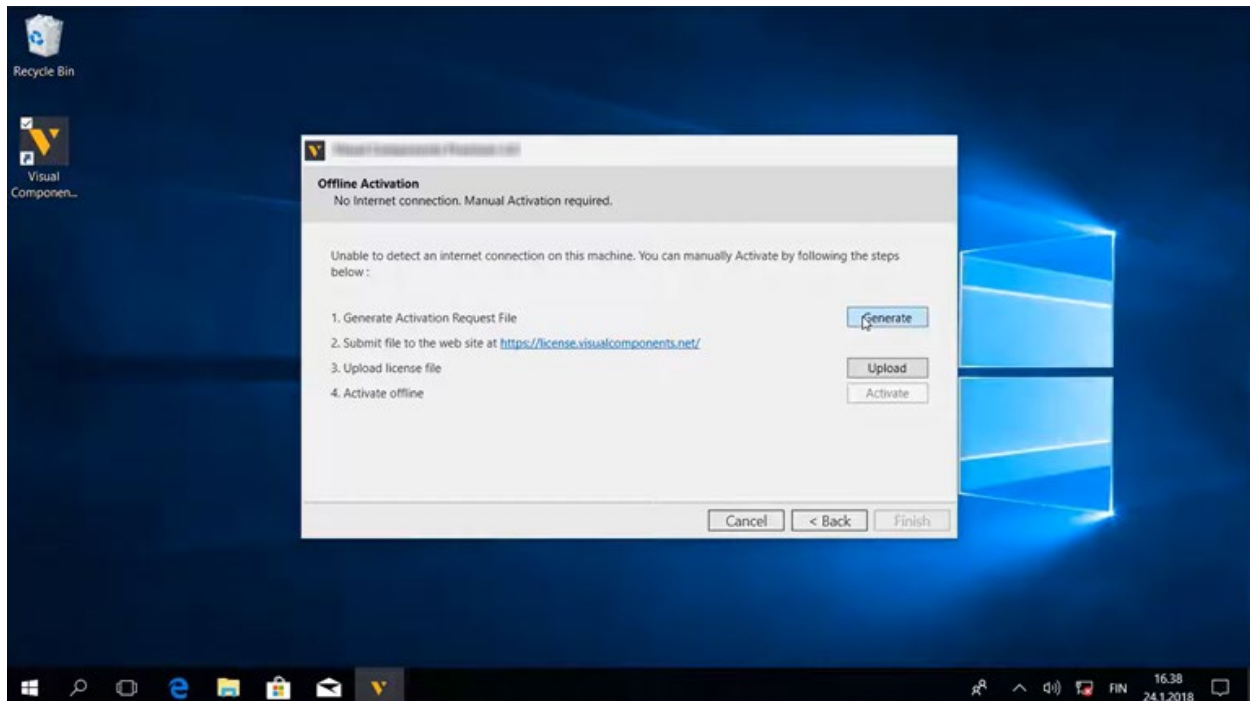 Recycle Bin
Visual
Componen...
Offline Activation
No Internet connection. Manual Activation required.
Unable to detect an internet connection on this machine. You can manually Activate by following the steps
below :
1. Generate Activation Request File
Generate
2. Submit file to the web site at https://license.visualcomponents.net/
3. Upload license file
Upload
4. Activate offline
Activate
Cancel
< Back
Finish
FIN
16.38
24.1.2018